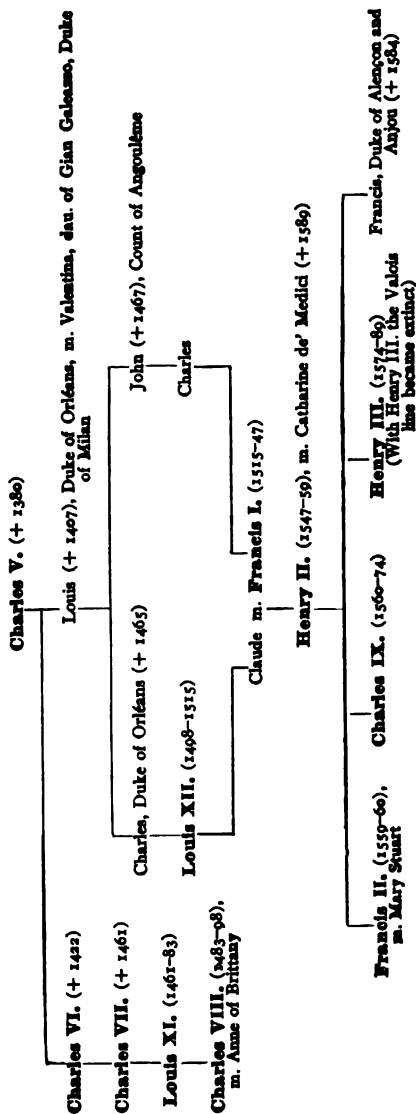 Charles V. (+ 1380)
Charles VI. (+ 1422)
Charles VII. (+ 1461)
Louis XI. (1461-83)
Charles VIII. (1483-98),
m. Anne of Brittany
Louis (+ 1407), Duke of Orléans, m. Valentina, dau. of Gian Galeasso, Duke
of Milan
Charles, Duke of Orléans (+ 1465)
Louis XII. (1498-1515)
John (+ 1467), Count of Angoulême
Charles
Claude m. Francis I. (1515-47)
Henry II. (1547-59), m. Catharine de' Medici (+ 1589)
Francis II. (1559-60),
m. Mary Stuart
Charles IX. (1560-74)
Henry III. (1574-89)
(With Henry III. the Valois
line became extinct)
Francis, Duke of Alençon and
Anjou (+ 1584)